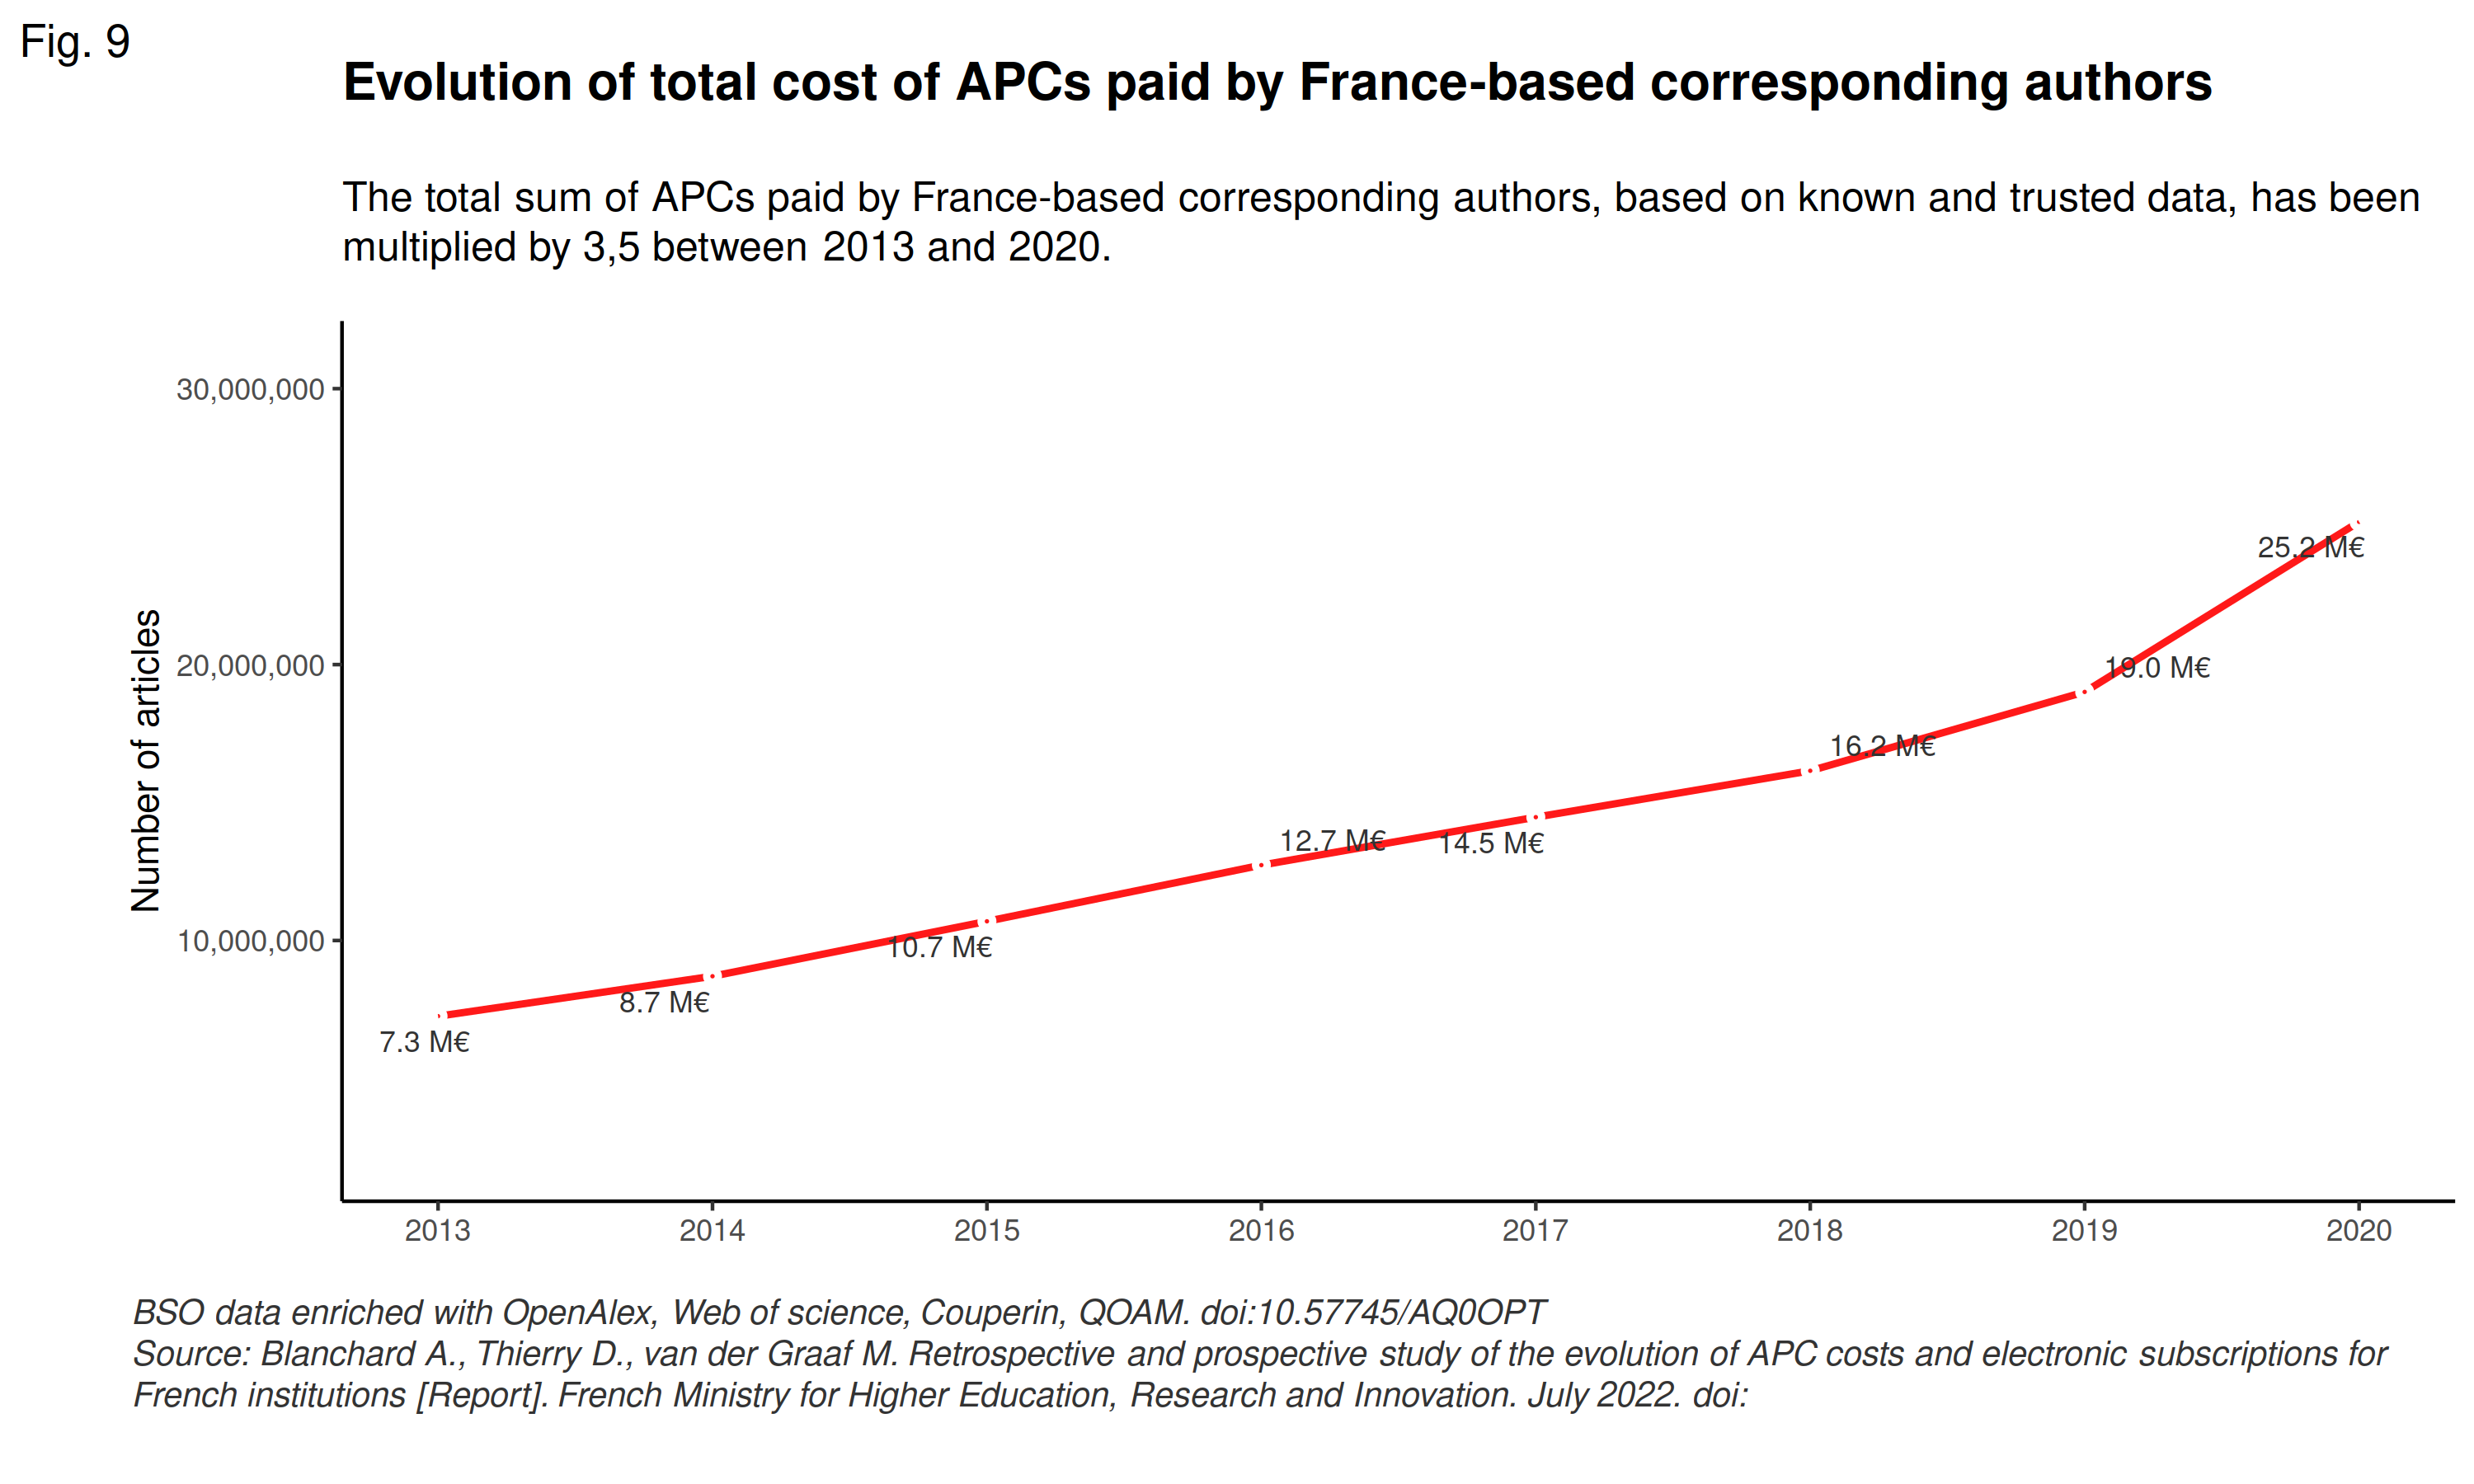 Fig. 9
Evolution of total cost of APCs paid by France-based corresponding authors
The total sum of APCs paid by France-based corresponding authors, based on known and trusted data, has been
multiplied by 3,5 between 2013 and 2020.
Number of articles
30,000,000
20,000,000
10,000,000
7.3 M€
8.7 M€
10.7 M€
12.7 M€
14.5 M€
16.2 M€
19.0 M€
25.2 M€
2013
2014
2015
2016
2017
2018
2019
2020
BSO data enriched with OpenAlex, Web of science, Couperin, QOAM. doi:10.57745/AQ0OPT
Source: Blanchard A., Thierry D., van der Graaf M. Retrospective and prospective study of the evolution of APC costs and electronic subscriptions for
French institutions [Report]. French Ministry for Higher Education, Research and Innovation. July 2022. doi: